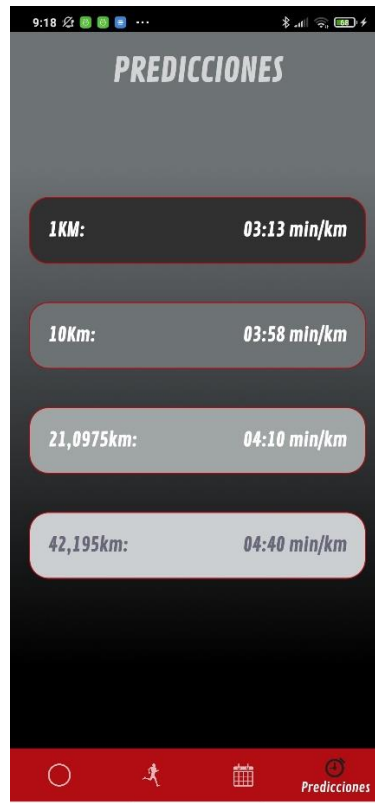 9:18
68
PREDICCIONES
1KM: 03:13 min/km
10Km: 03:58 min/km
21,0975km: 04:10 min/km
42,195km: 04:40 min/km
Predicciones